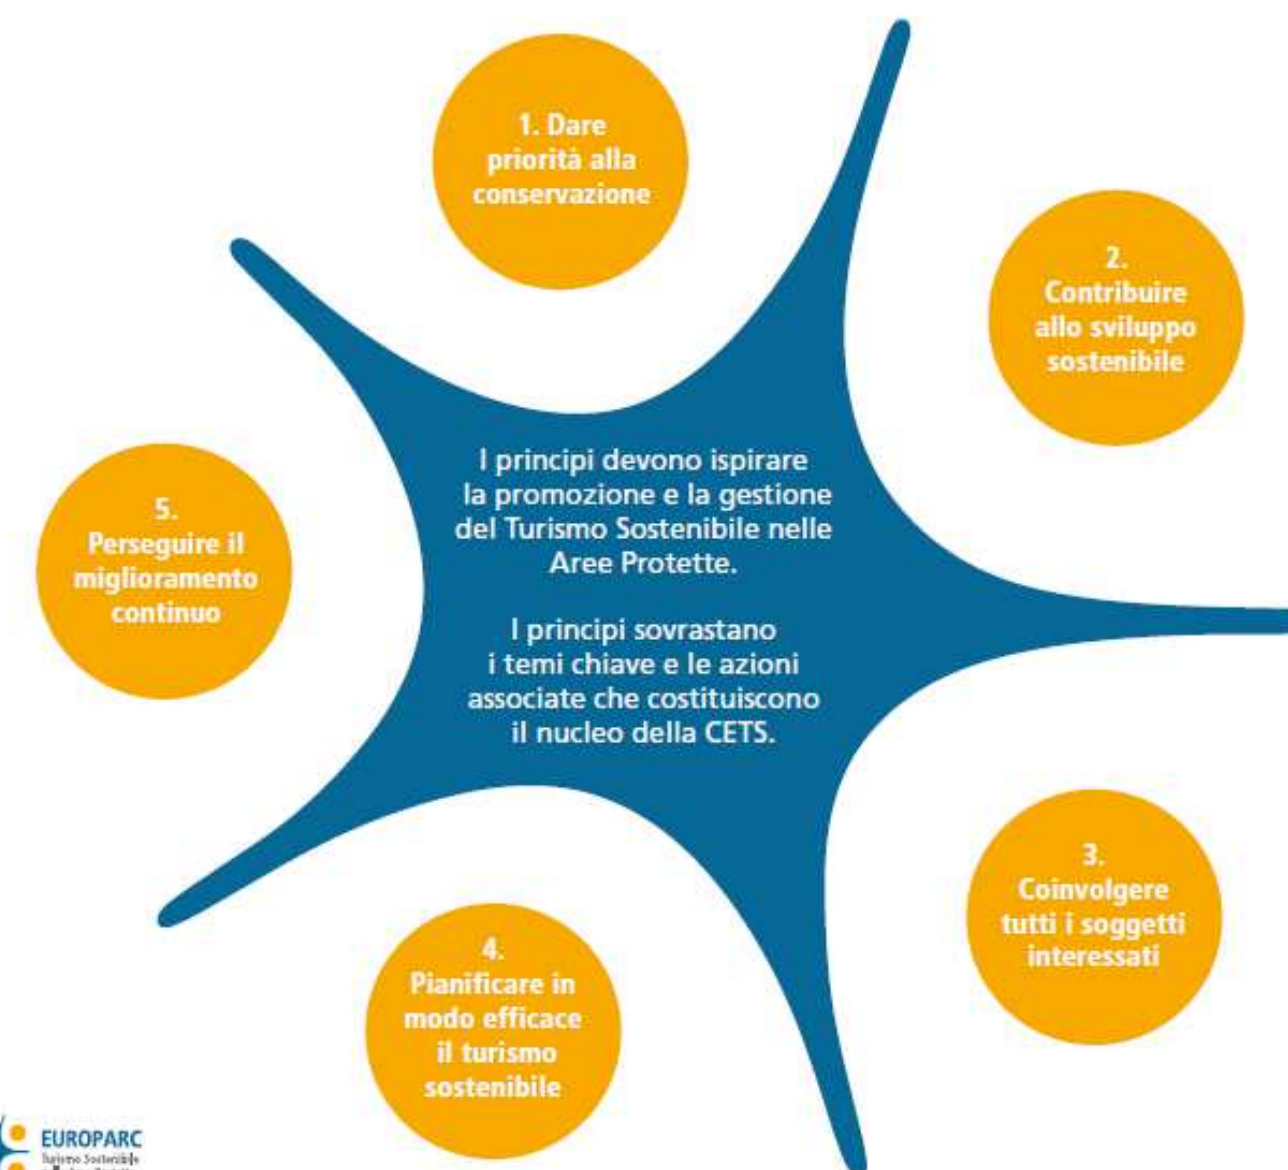 1. Dare
priorità alla
conservazione
2.
Contribuire
allo sviluppo
sostenibile
I principi devono ispirare
la promozione e la gestione
del Turismo Sostenibile nelle
Aree Protette.
I principi sovrastano
i temi chiave e le azioni
associate che costituiscono
il nucleo della CETS.
3.
Coinvolgere
tutti i soggetti
interessati
4.
Pianificare in
modo efficace
il turismo
sostenibile
5.
Perseguire il
miglioramento
continuo
EUROPARC
Turismo Sostenibile